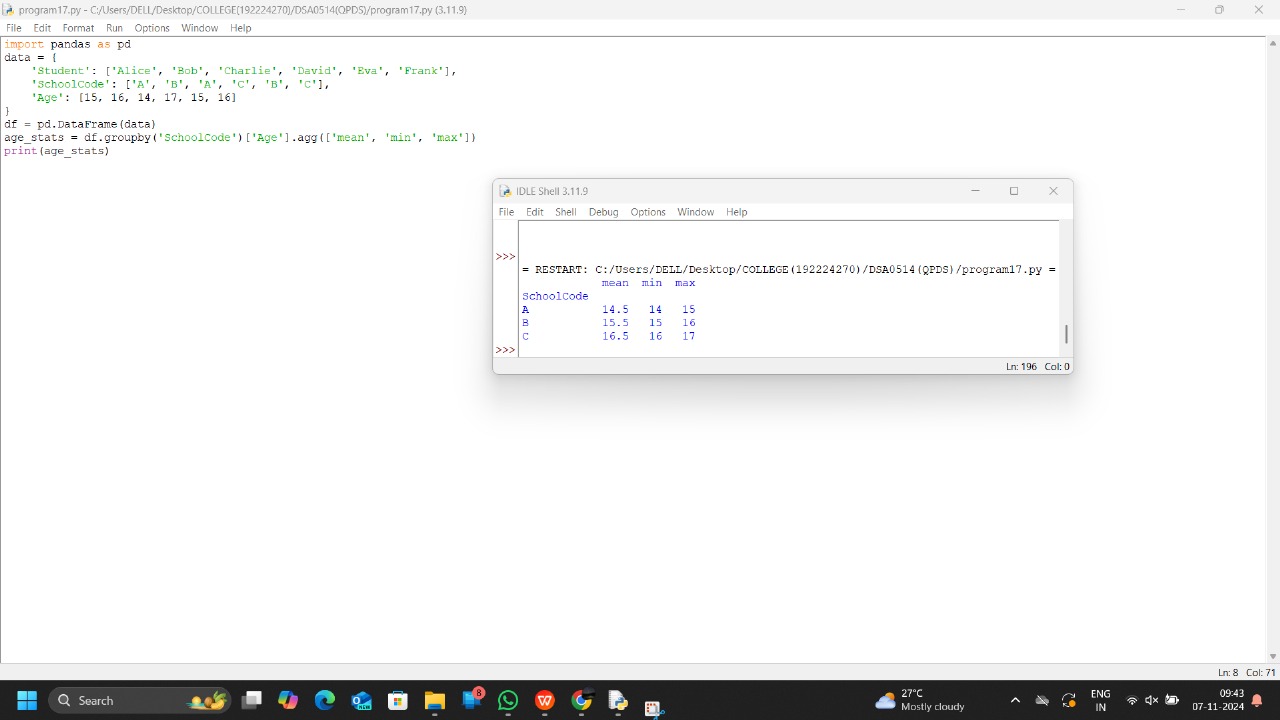 program17.py - C:/Users/DELL/Desktop/COLLEGE(192224270)/DSA0514(QPDS)/program17.py (3.11.9)
File Edit Format Run Options Window Help
import pandas as pd
data = {
    'Student': ['Alice', 'Bob', 'Charlie', 'David', 'Eva', 'Frank'],
    'SchoolCode': ['A', 'B', 'A', 'C', 'B', 'C'],
    'Age': [15, 16, 14, 17, 15, 16]
}
df = pd.DataFrame(data)
age_stats = df.groupby('SchoolCode')['Age'].agg(['mean', 'min', 'max'])
print(age_stats)
IDLE Shell 3.11.9
File Edit Shell Debug Options Window Help
>>>
= RESTART: C:/Users/DELL/Desktop/COLLEGE(192224270)/DSA0514(QPDS)/program17.py =
            mean  min  max
SchoolCode
A           14.5   14   15
B           15.5   15   16
C           16.5   16   17
>>>
Ln: 196 Col: 0
Ln: 8 Col: 71
Search
8
27°C
Mostly cloudy
ENG
IN
09:43
07-11-2024